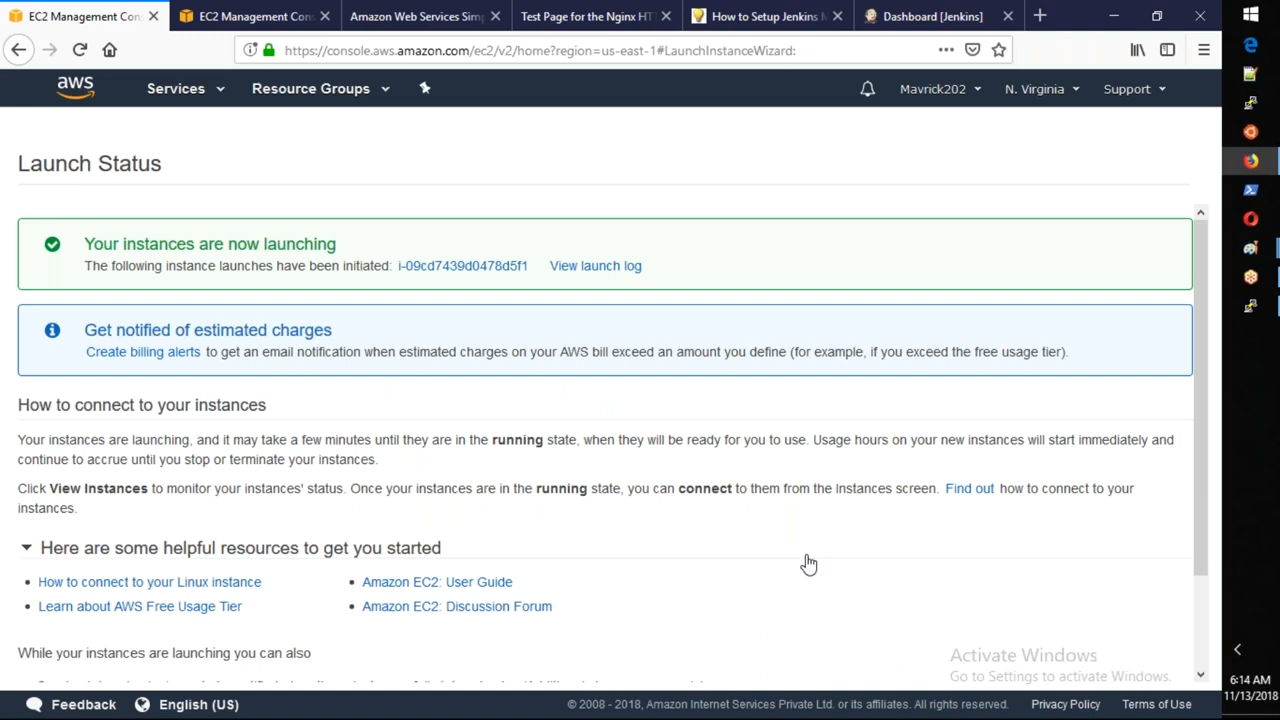 EC2 Management Con
EC2 Management Con
Amazon Web Services Sim
Test Page for the Nginx HT
How to Setup Jenkins M
Dashboard [Jenkins]
https://console.aws.amazon.com/ec2/v2/home?region=us-east-1#LaunchInstanceWizard:
aws
Services
Resource Groups
Mavrick202
N. Virginia
Support
Launch Status
Your instances are now launching
The following instance launches have been initiated: i-09cd7439d0478d5f1 View launch log
Get notified of estimated charges
Create billing alerts to get an email notification when estimated charges on your AWS bill exceed an amount you define (for example, if you exceed the free usage tier).
How to connect to your instances
Your instances are launching, and it may take a few minutes until they are in the running state, when they will be ready for you to use. Usage hours on your new instances will start immediately and
continue to accrue until you stop or terminate your instances.
Click View Instances to monitor your instances' status. Once your instances are in the running state, you can connect to them from the Instances screen. Find out how to connect to your
instances.
Here are some helpful resources to get you started
• How to connect to your Linux instance
• Amazon EC2: User Guide
• Learn about AWS Free Usage Tier
• Amazon EC2: Discussion Forum
While your instances are launching you can also
Activate Windows
Go to Settings to activate Windows.
Feedback
English (US)
© 2008 - 2018, Amazon Internet Services Private Ltd. or its affiliates. All rights reserved.
Privacy Policy
Terms of Use
6:14 AM
11/13/2018